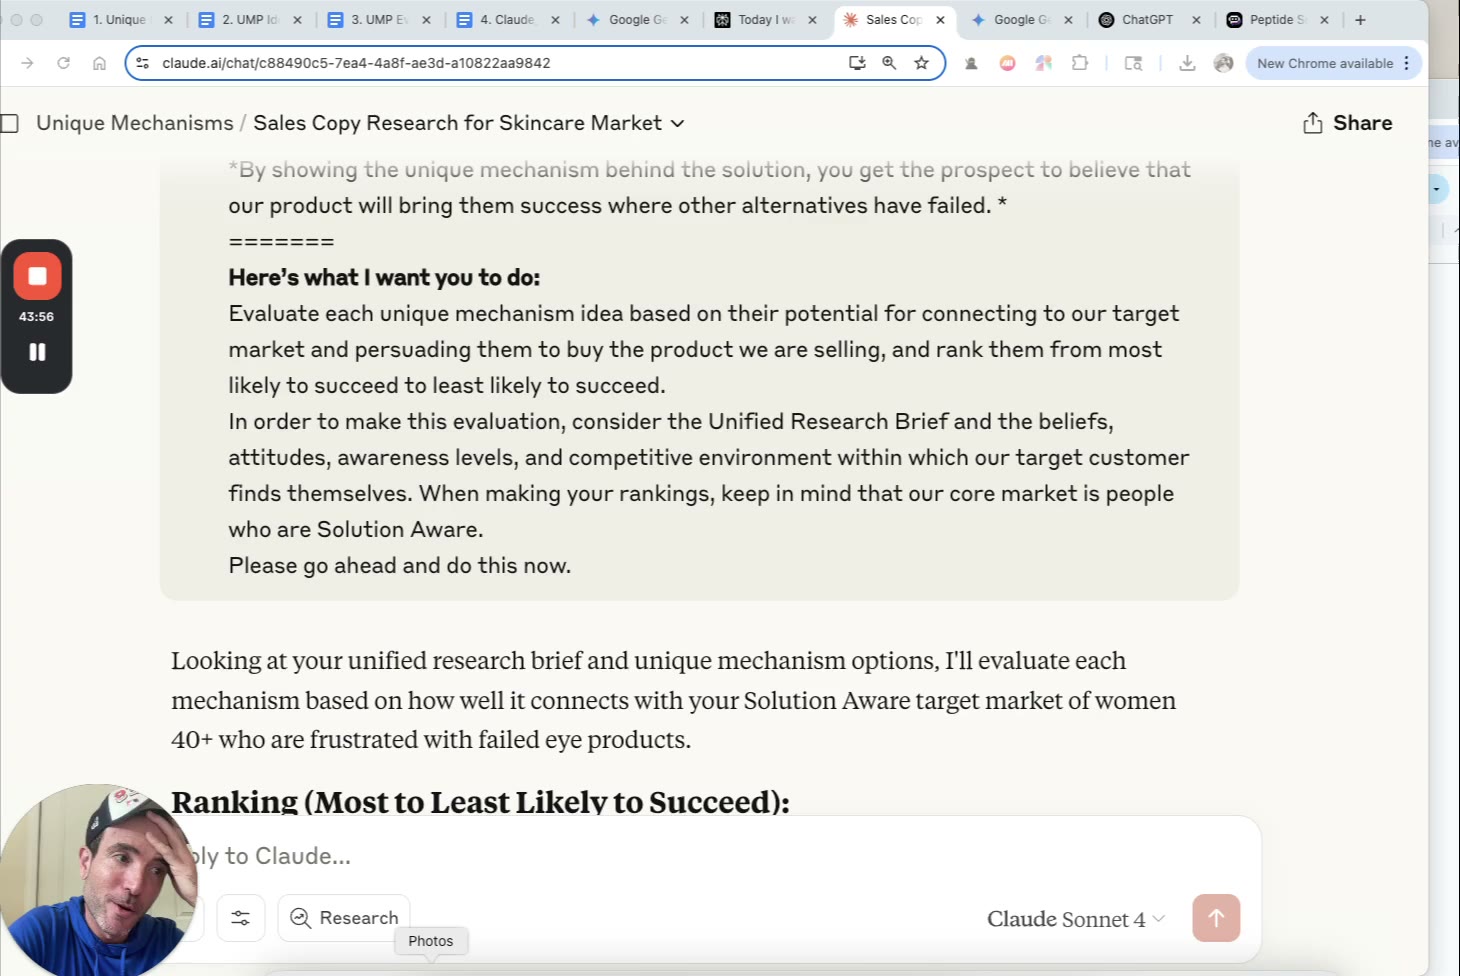 1. Unique
2. UMP Id
3. UMP Ev
4. Claude
Google Ge
Today I w
Sales Cop
Google G
ChatGPT
Peptide S
claude.ai/chat/c88490c5-7ea4-4a8f-ae3d-a10822aa9842
New Chrome available
Unique Mechanisms / Sales Copy Research for Skincare Market
Share
*By showing the unique mechanism behind the solution, you get the prospect to believe that
our product will bring them success where other alternatives have failed. *
=======
Here's what I want you to do:
Evaluate each unique mechanism idea based on their potential for connecting to our target
market and persuading them to buy the product we are selling, and rank them from most
likely to succeed to least likely to succeed.
In order to make this evaluation, consider the Unified Research Brief and the beliefs,
attitudes, awareness levels, and competitive environment within which our target customer
finds themselves. When making your rankings, keep in mind that our core market is people
who are Solution Aware.
Please go ahead and do this now.
43:56
Looking at your unified research brief and unique mechanism options, I'll evaluate each
mechanism based on how well it connects with your Solution Aware target market of women
40+ who are frustrated with failed eye products.
Ranking (Most to Least Likely to Succeed):
ply to Claude...
Research
Claude Sonnet 4
Photos